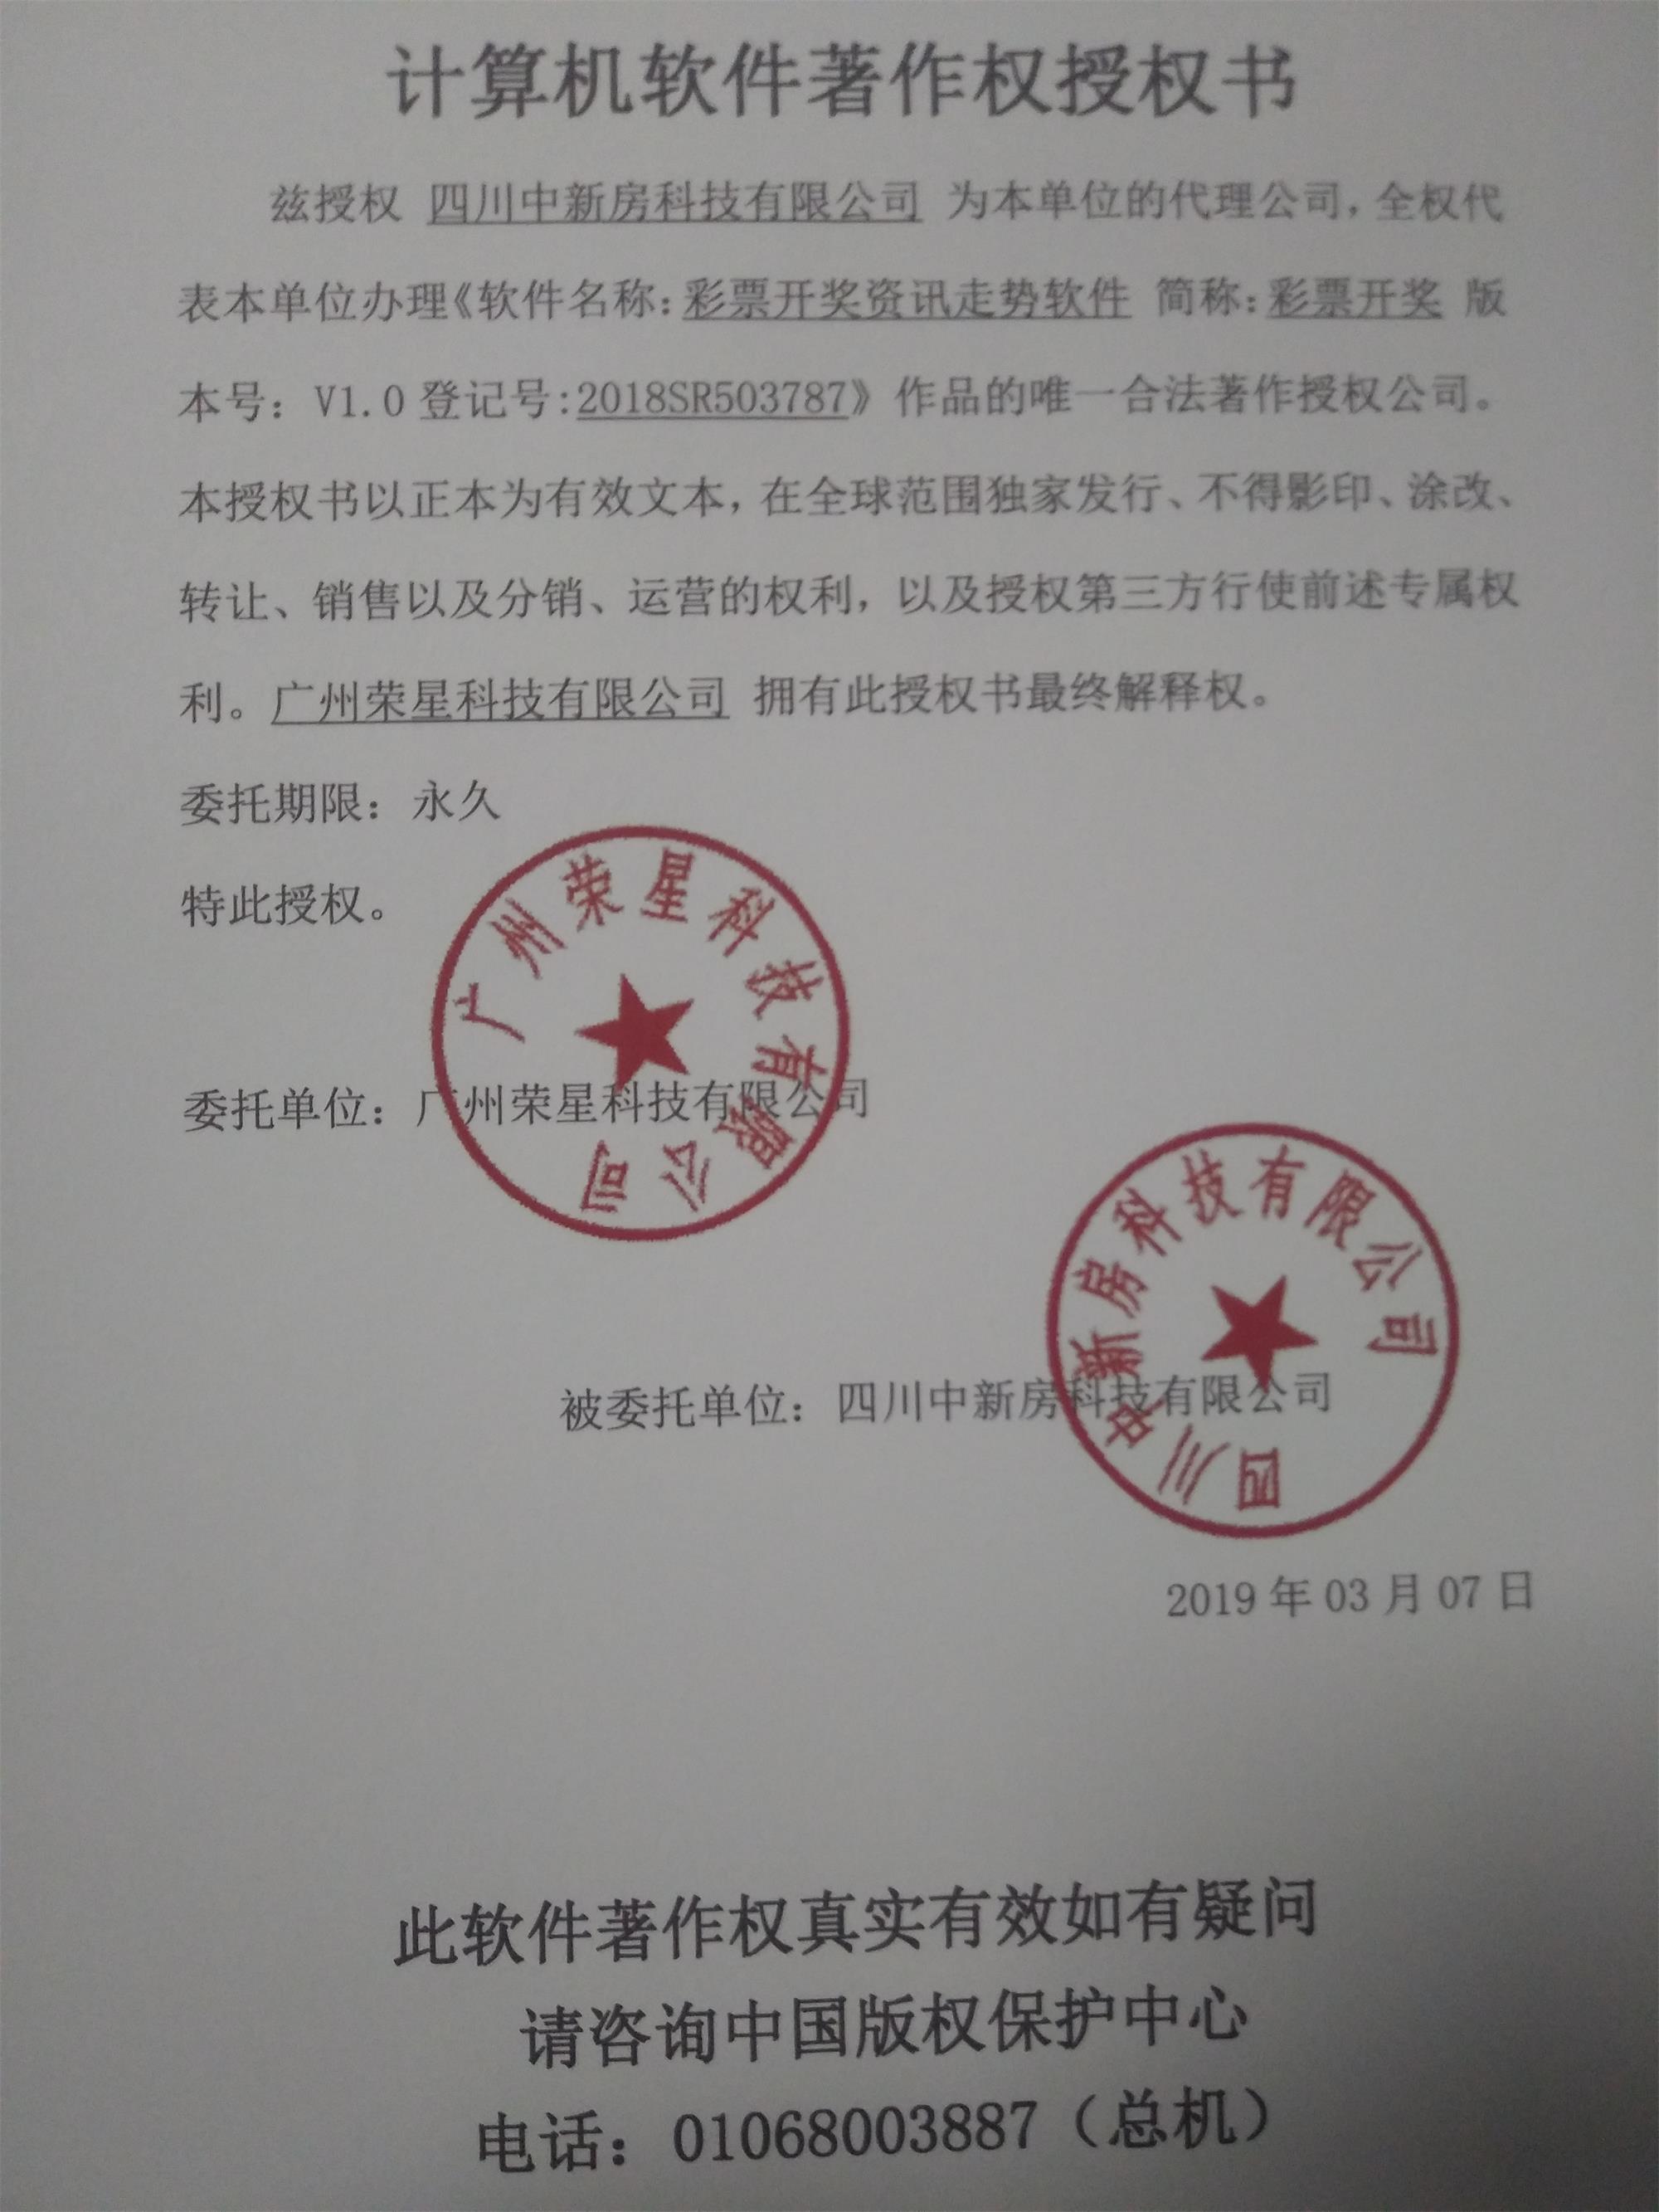 计算机软件著作权授权书
兹授权 四川中新房科技有限公司 为本单位的代理公司，全权代
表本单位办理《软件名称：彩票开奖资讯走势软件 简称：彩票开奖 版
本号：V1.0 登记号:2018SR503787》作品的唯一合法著作授权公司。
本授权书以正本为有效文本，在全球范围独家发行、不得影印、涂改、
转让、销售以及分销、运营的权利，以及授权第三方行使前述专属权
利。广州荣星科技有限公司 拥有此授权书最终解释权。
委托期限：永久
特此授权。
广州荣星科技有限公司
委托单位：广州荣星科技有限公司
四川中新房科技有限公司
被委托单位：四川中新房科技有限公司
2019 年 03 月 07 日
此软件著作权真实有效如有疑问
请咨询中国版权保护中心
电话：01068003887（总机）